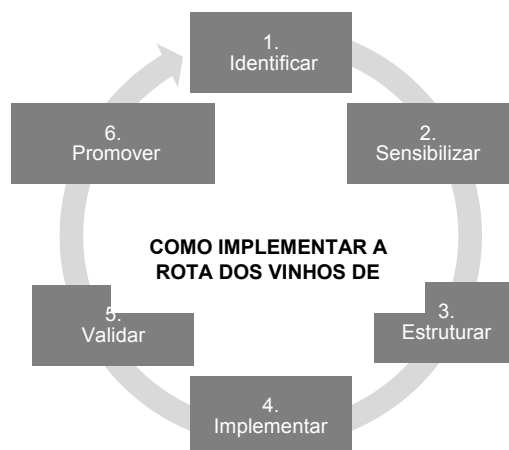 1.
Identificar
2.
Sensibilizar
3.
Estruturar
4.
Implementar
5.
Validar
6.
Promover
COMO IMPLEMENTAR A
ROTA DOS VINHOS DE